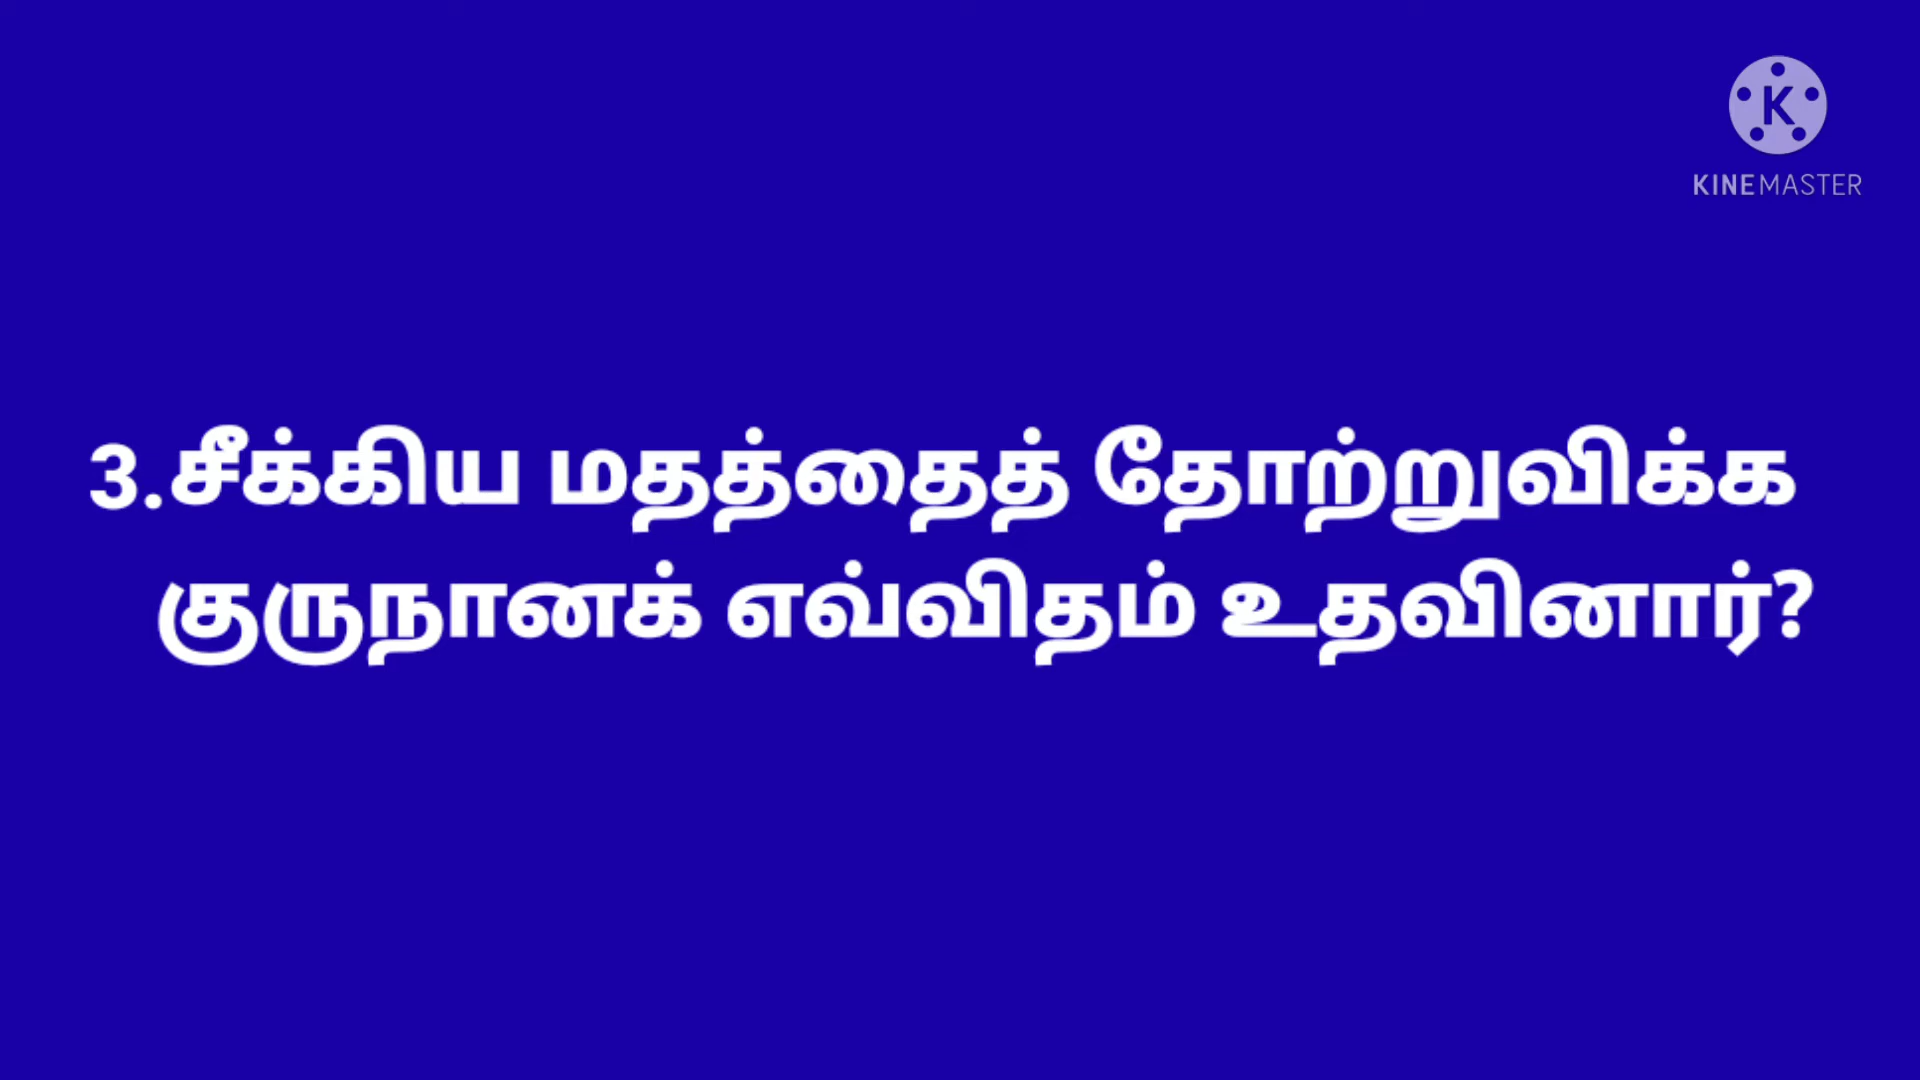 K
KINEMASTER
3.சீக்கிய மதத்தைத் தோற்றுவிக்க
குருநானக் எவ்விதம் உதவினார்?